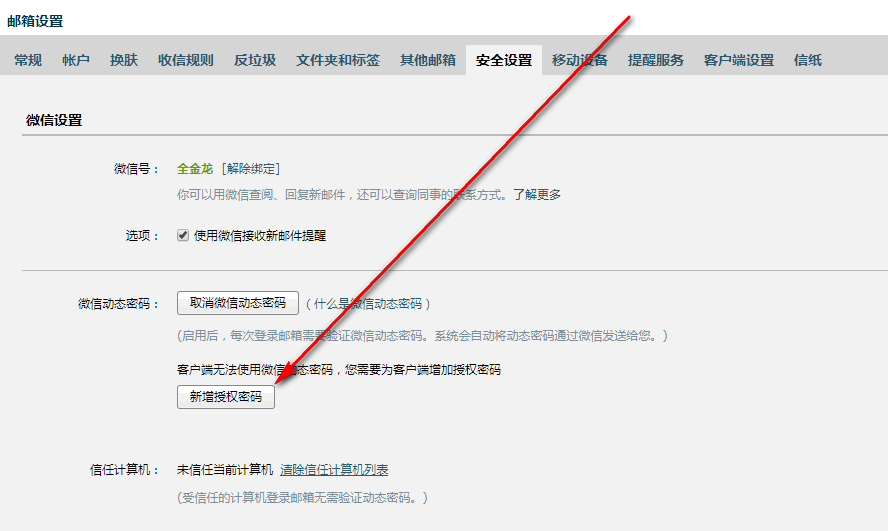 邮箱设置
常规 帐户 换肤 收信规则 反垃圾 文件夹和标签 其他邮箱 安全设置 移动设备 提醒服务 客户端设置 信纸
微信设置
微信号： 全金龙 [解除绑定]
你可以用微信查阅、回复新邮件，还可以查询同事的联系方式。了解更多
选项： 使用微信接收新邮件提醒
微信动态密码： 取消微信动态密码 （什么是微信动态密码）
(启用后，每次登录邮箱需要验证微信动态密码。系统会自动将动态密码通过微信发送给您。)
客户端无法使用微信动态密码，您需要为客户端增加授权密码
新增授权密码
信任计算机： 未信任当前计算机 清除信任计算机列表
(受信任的计算机登录邮箱无需验证动态密码。)